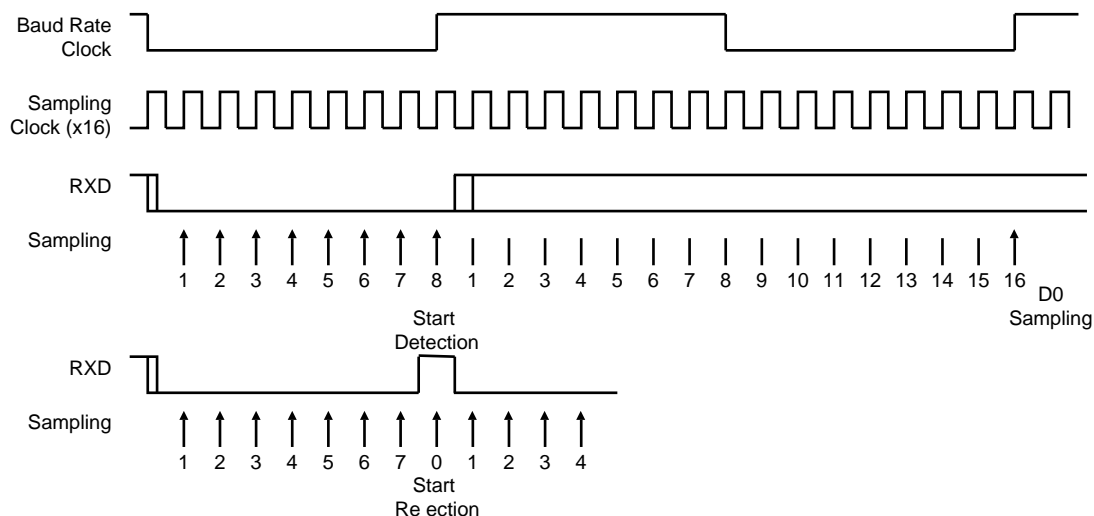 Baud Rate
Clock
Sampling
Clock (x16)
RXD
Sampling
1 2 3 4 5 6 7 8 1 2 3 4 5 6 7 8 9 10 11 12 13 14 15 16
D0
Sampling
Start
Detection
RXD
Sampling
1 2 3 4 5 6 7 0 1 2 3 4
Start
Re ection